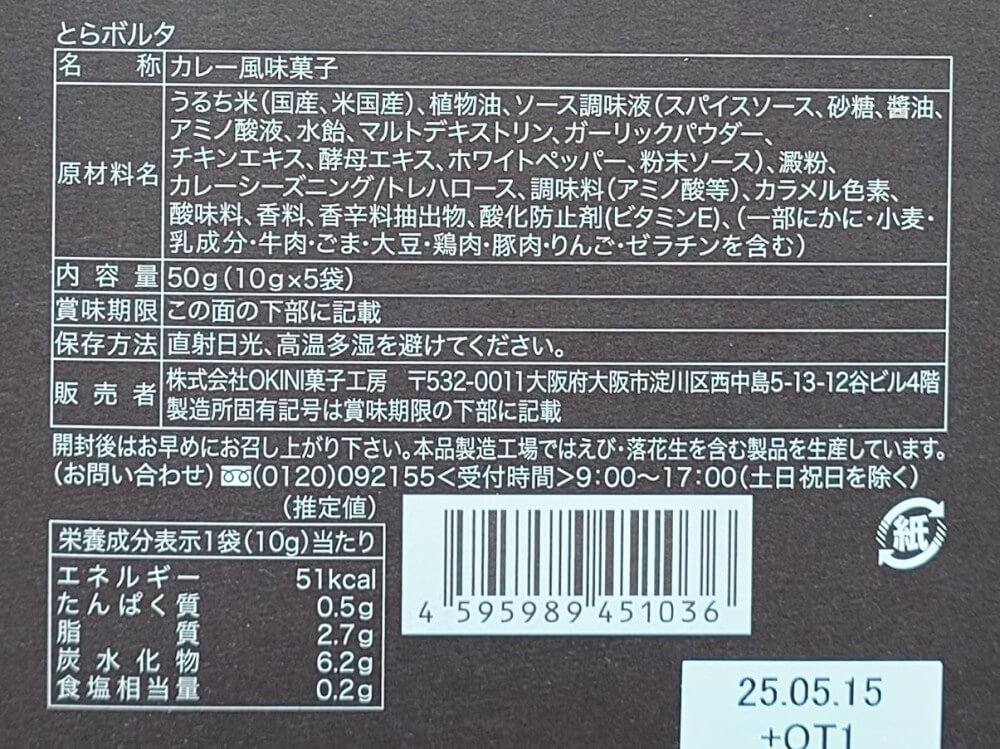 とらボルタ
名称 カレー風味菓子
原材料名 うるち米(国産、米国産)、植物油、ソース調味液(スパイスソース、砂糖、醬油、
アミノ酸液、水飴、マルトデキストリン、ガーリックパウダー、
チキンエキス、酵母エキス、ホワイトペッパー、粉末ソース)、澱粉、
カレーシーズニング/トレハロース、調味料(アミノ酸等)、カラメル色素、
酸味料、香料、香辛料抽出物、酸化防止剤(ビタミンE)、(一部にかに・小麦・
乳成分・牛肉・ごま・大豆・鶏肉・豚肉・りんご・ゼラチンを含む)
内容量 50g(10g×5袋)
賞味期限 この面の下部に記載
保存方法 直射日光、高温多湿を避けてください。
販売者 株式会社OKINI菓子工房 〒532-0011大阪府大阪市淀川区西中島5-13-12谷ビル4階
製造所固有記号は賞味期限の下部に記載
開封後はお早めにお召し上がり下さい。本品製造工場ではえび・落花生を含む製品を生産しています。
(お問い合わせ)(0120)092155<受付時間>9:00~17:00(土日祝日を除く)
(推定値)
栄養成分表示1袋(10g)当たり
エネルギー 51kcal
たんぱく質 0.5g
脂質 2.7g
炭水化物 6.2g
食塩相当量 0.2g
4 595989 451036
紙
25.05.15
+OT1